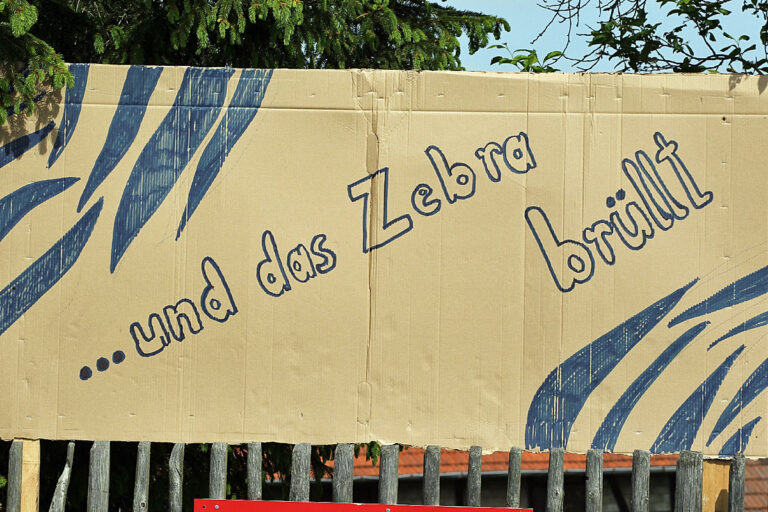 ...und das Zebra brüllt